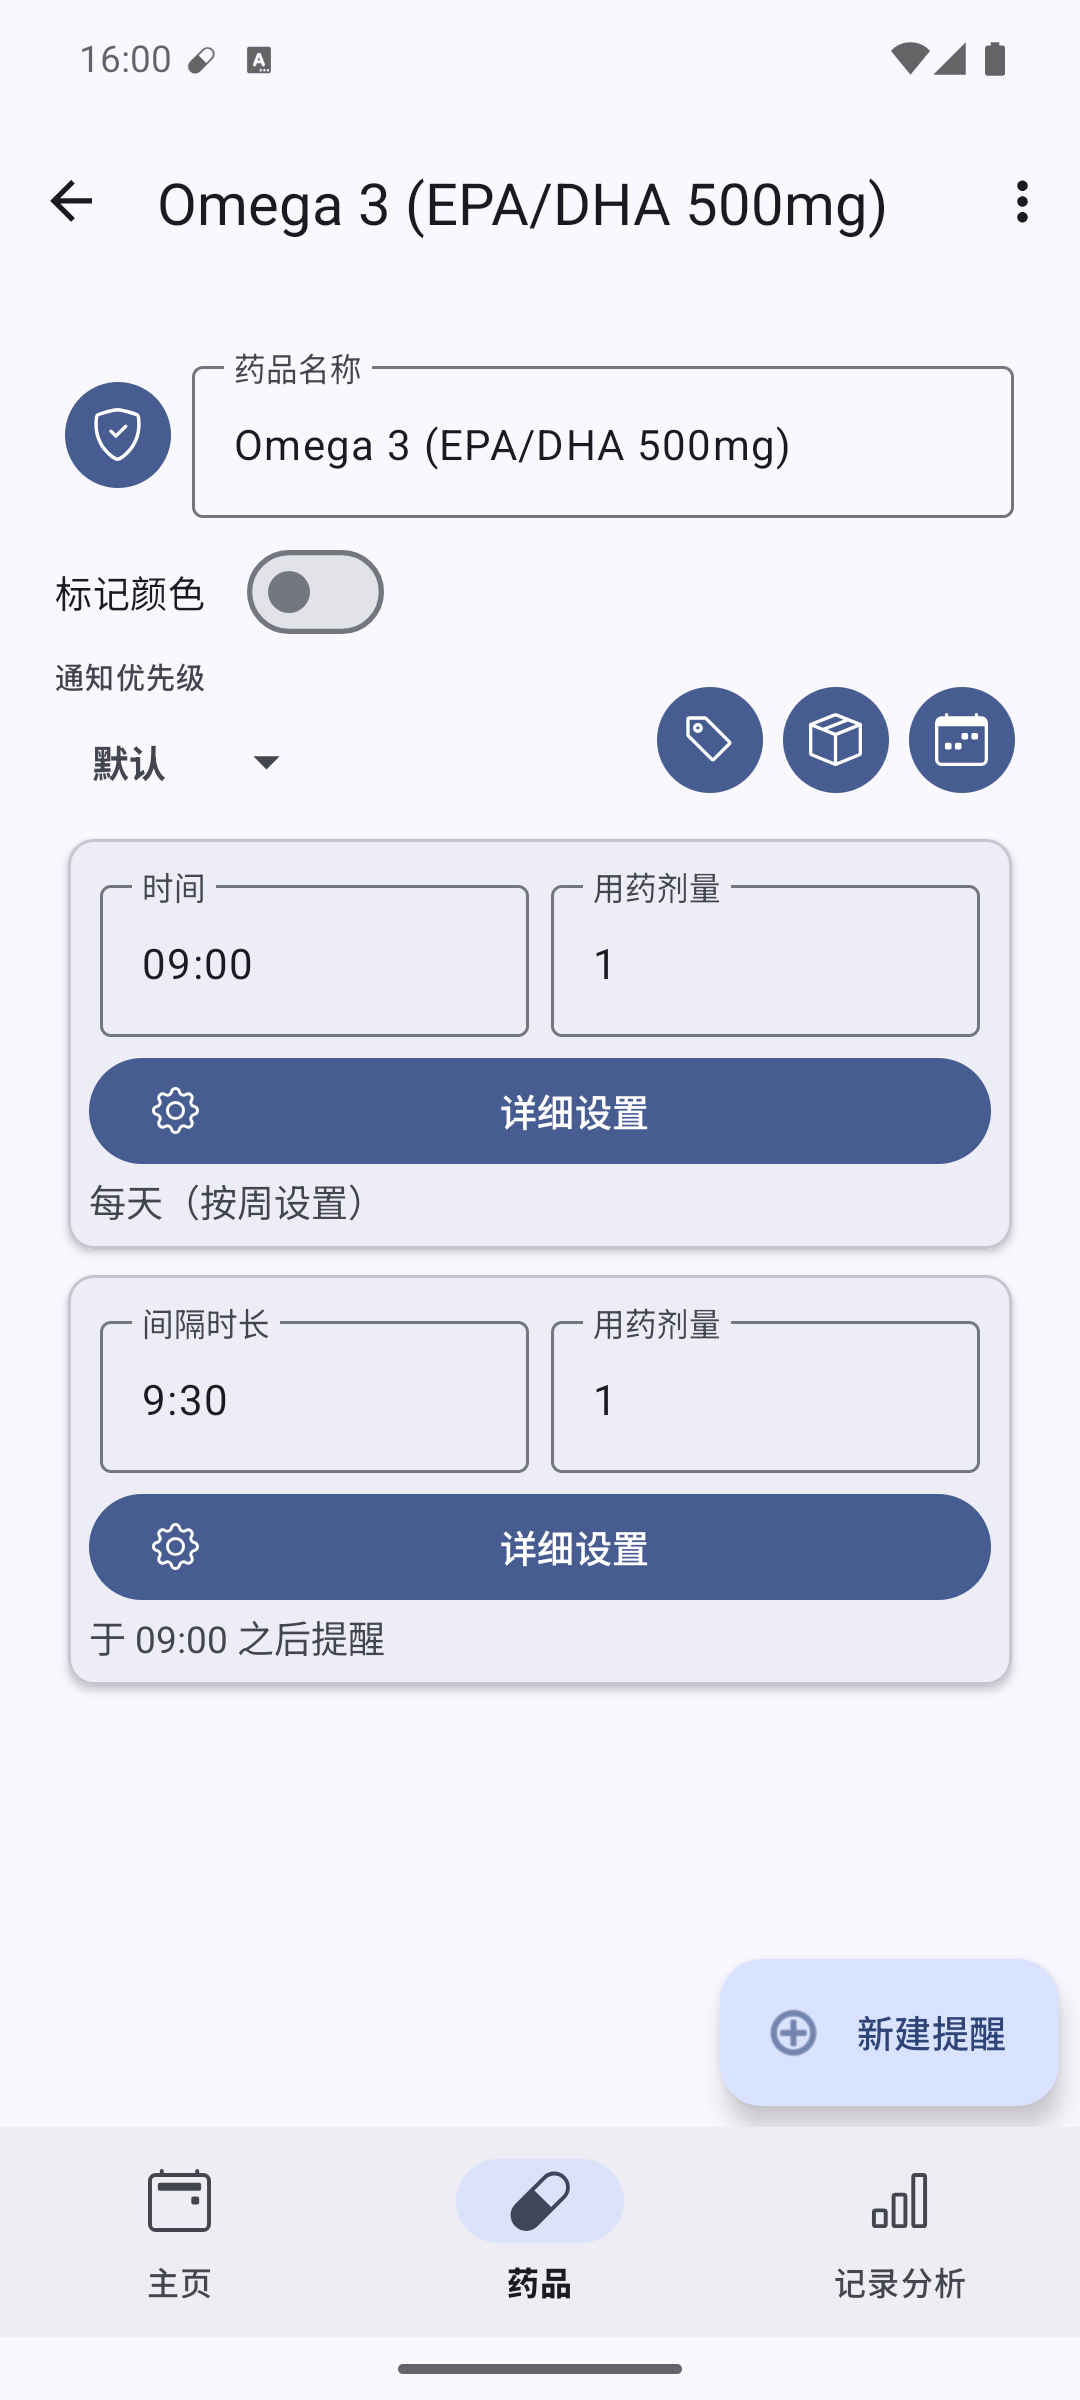 16:00
Omega 3 (EPA/DHA 500mg)
药品名称
Omega 3 (EPA/DHA 500mg)
标记颜色
通知优先级
默认
时间
用药剂量
09:00
1
详细设置
每天（按周设置）
间隔时长
用药剂量
9:30
1
详细设置
于 09:00 之后提醒
新建提醒
主页
药品
记录分析